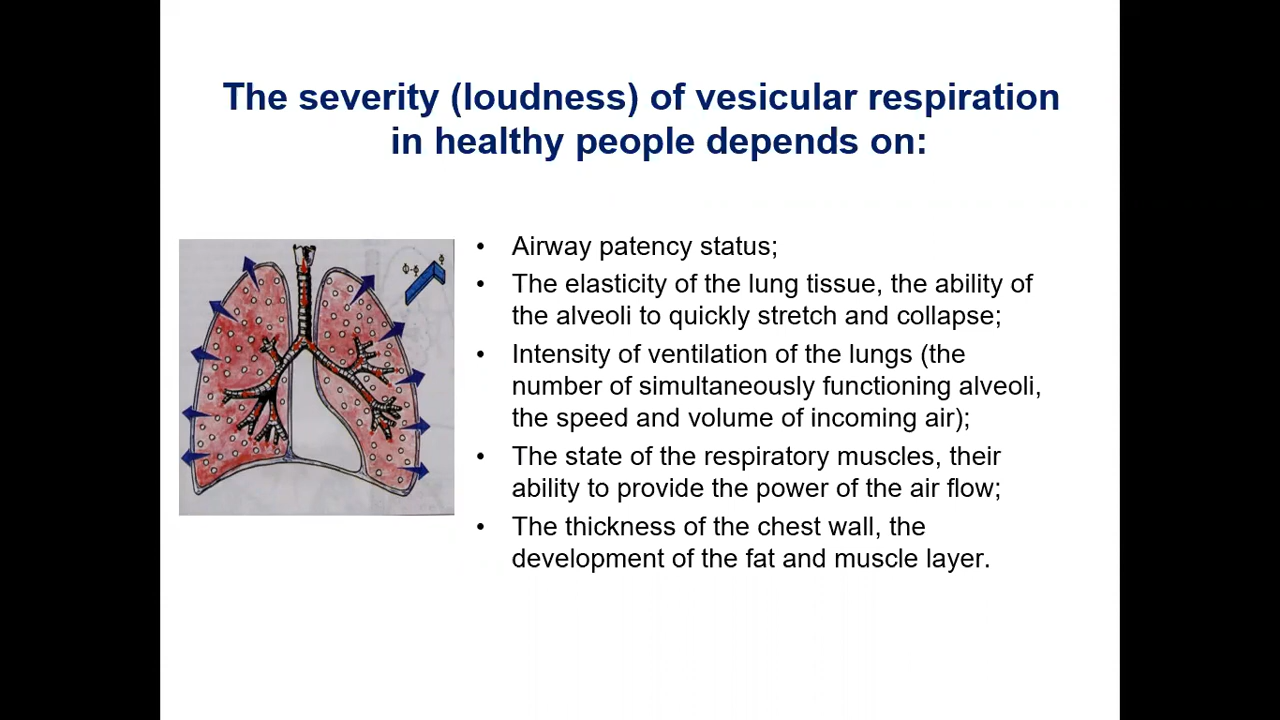 The severity (loudness) of vesicular respiration
in healthy people depends on:
• Airway patency status;
• The elasticity of the lung tissue, the ability of
the alveoli to quickly stretch and collapse;
• Intensity of ventilation of the lungs (the
number of simultaneously functioning alveoli,
the speed and volume of incoming air);
• The state of the respiratory muscles, their
ability to provide the power of the air flow;
• The thickness of the chest wall, the
development of the fat and muscle layer.